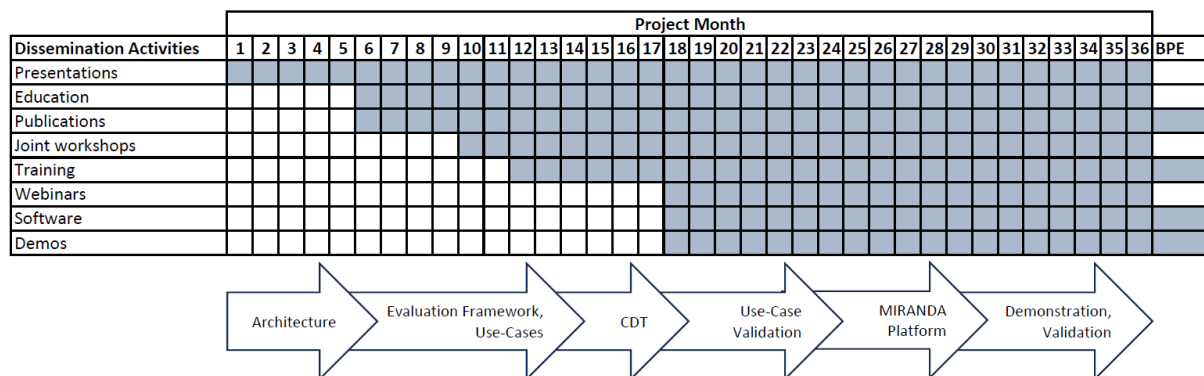 Project Month
Dissemination Activities 1 2 3 4 5 6 7 8 9 10 11 12 13 14 15 16 17 18 19 20 21 22 23 24 25 26 27 28 29 30 31 32 33 34 35 36 BPE
Presentations
Education
Publications
Joint workshops
Training
Webinars
Software
Demos
Architecture
Evaluation Framework,
Use-Cases
CDT
Use-Case
Validation
MIRANDA
Platform
Demonstration,
Validation